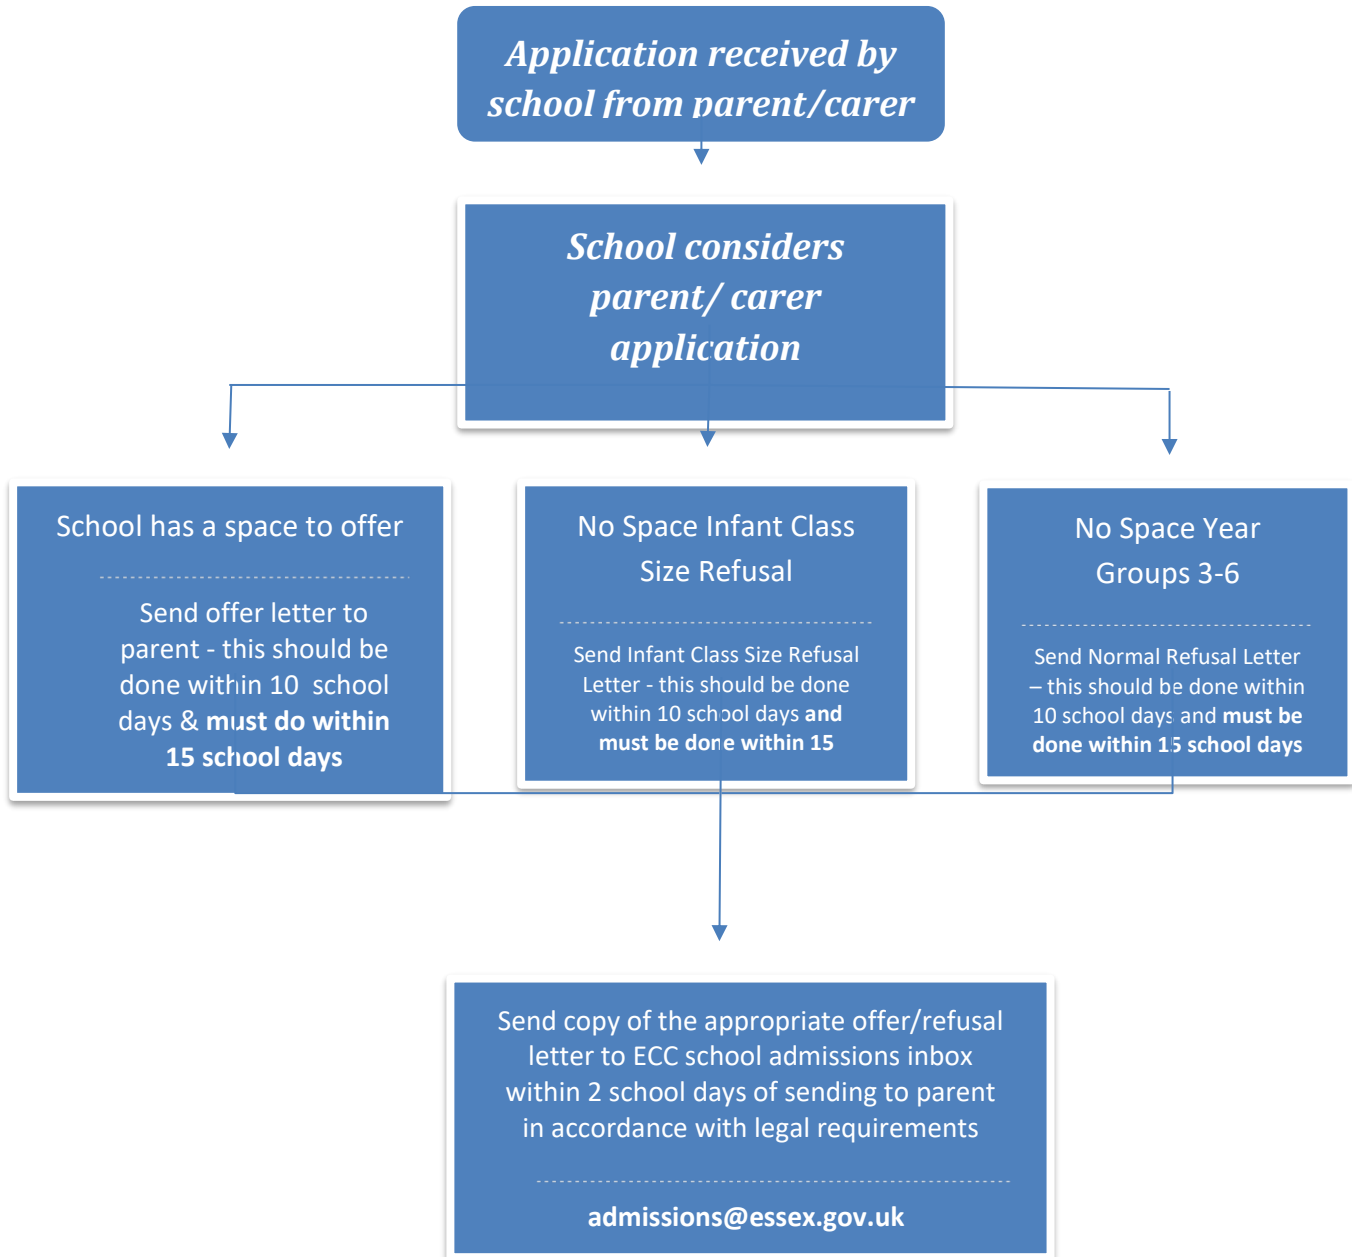 Application received by
school from parent/carer
School considers
parent/ carer
application
School has a space to offer
Send offer letter to
parent - this should be
done within 10 school
days & must do within
15 school days
No Space Infant Class
Size Refusal
Send Infant Class Size Refusal
Letter - this should be done
within 10 school days and
must be done within 15
No Space Year
Groups 3-6
Send Normal Refusal Letter
– this should be done within
10 school days and must be
done within 15 school days
Send copy of the appropriate offer/refusal
letter to ECC school admissions inbox
within 2 school days of sending to parent
in accordance with legal requirements
admissions@essex.gov.uk